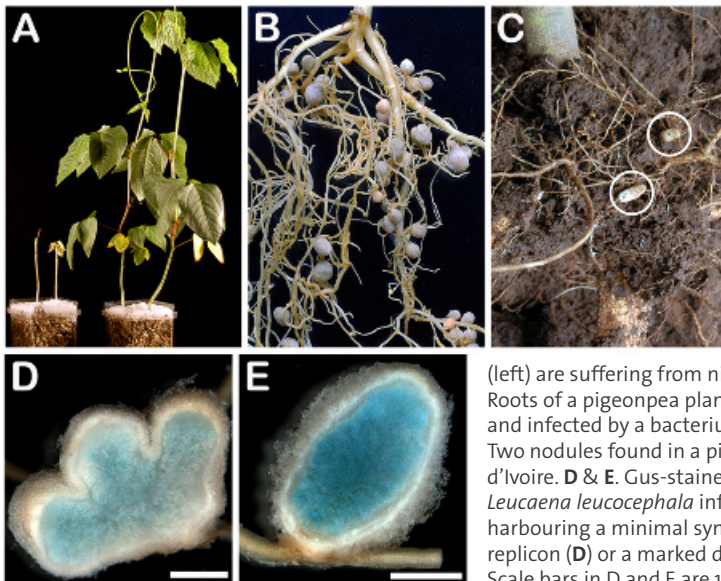 A
B
C
D
E
(left) are suffering from
Roots of a pigeonpea plan
and infected by a bacteriu
Two nodules found in a pi
d'Ivoire. D & E. Gus-staine
Leucaena leucocephala inf
harbouring a minimal syn
replicon (D) or a marked d
Scale bars in D and E are